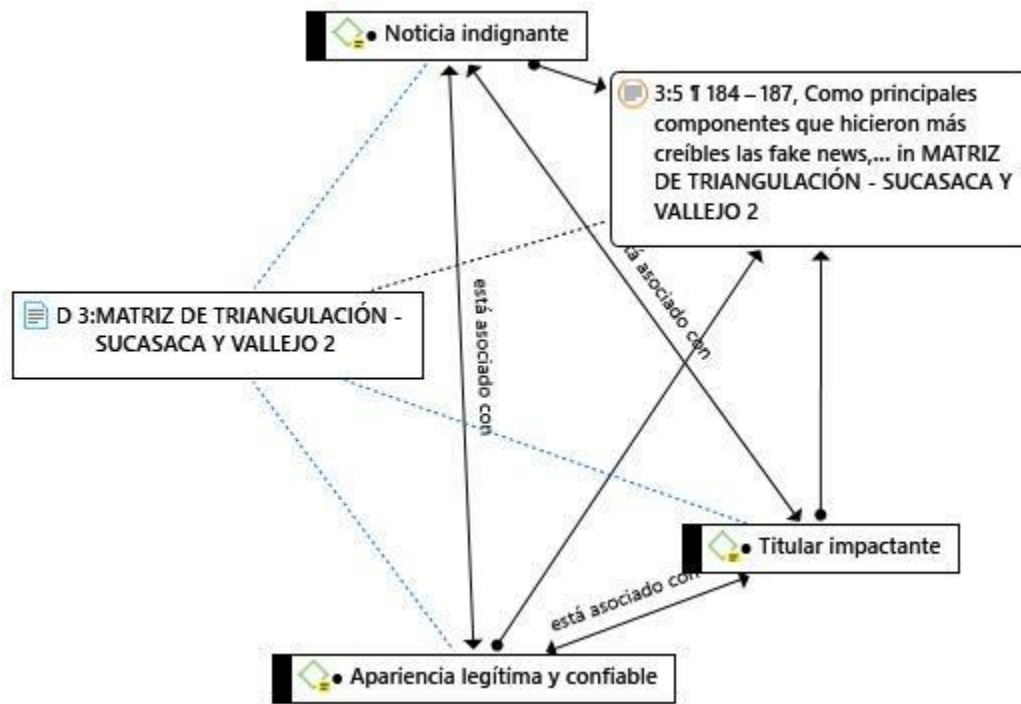 Noticia indignante
3:5 ¶ 184 – 187, Como principales
componentes que hicieron más
creíbles las fake news,... in MATRIZ
DE TRIANGULACIÓN - SUCASACA Y
VALLEJO 2
está asociado con
tá asociado con
D 3:MATRIZ DE TRIANGULACIÓN -
SUCASACA Y VALLEJO 2
Titular impactante
está asociado con
Apariencia legítima y confiable